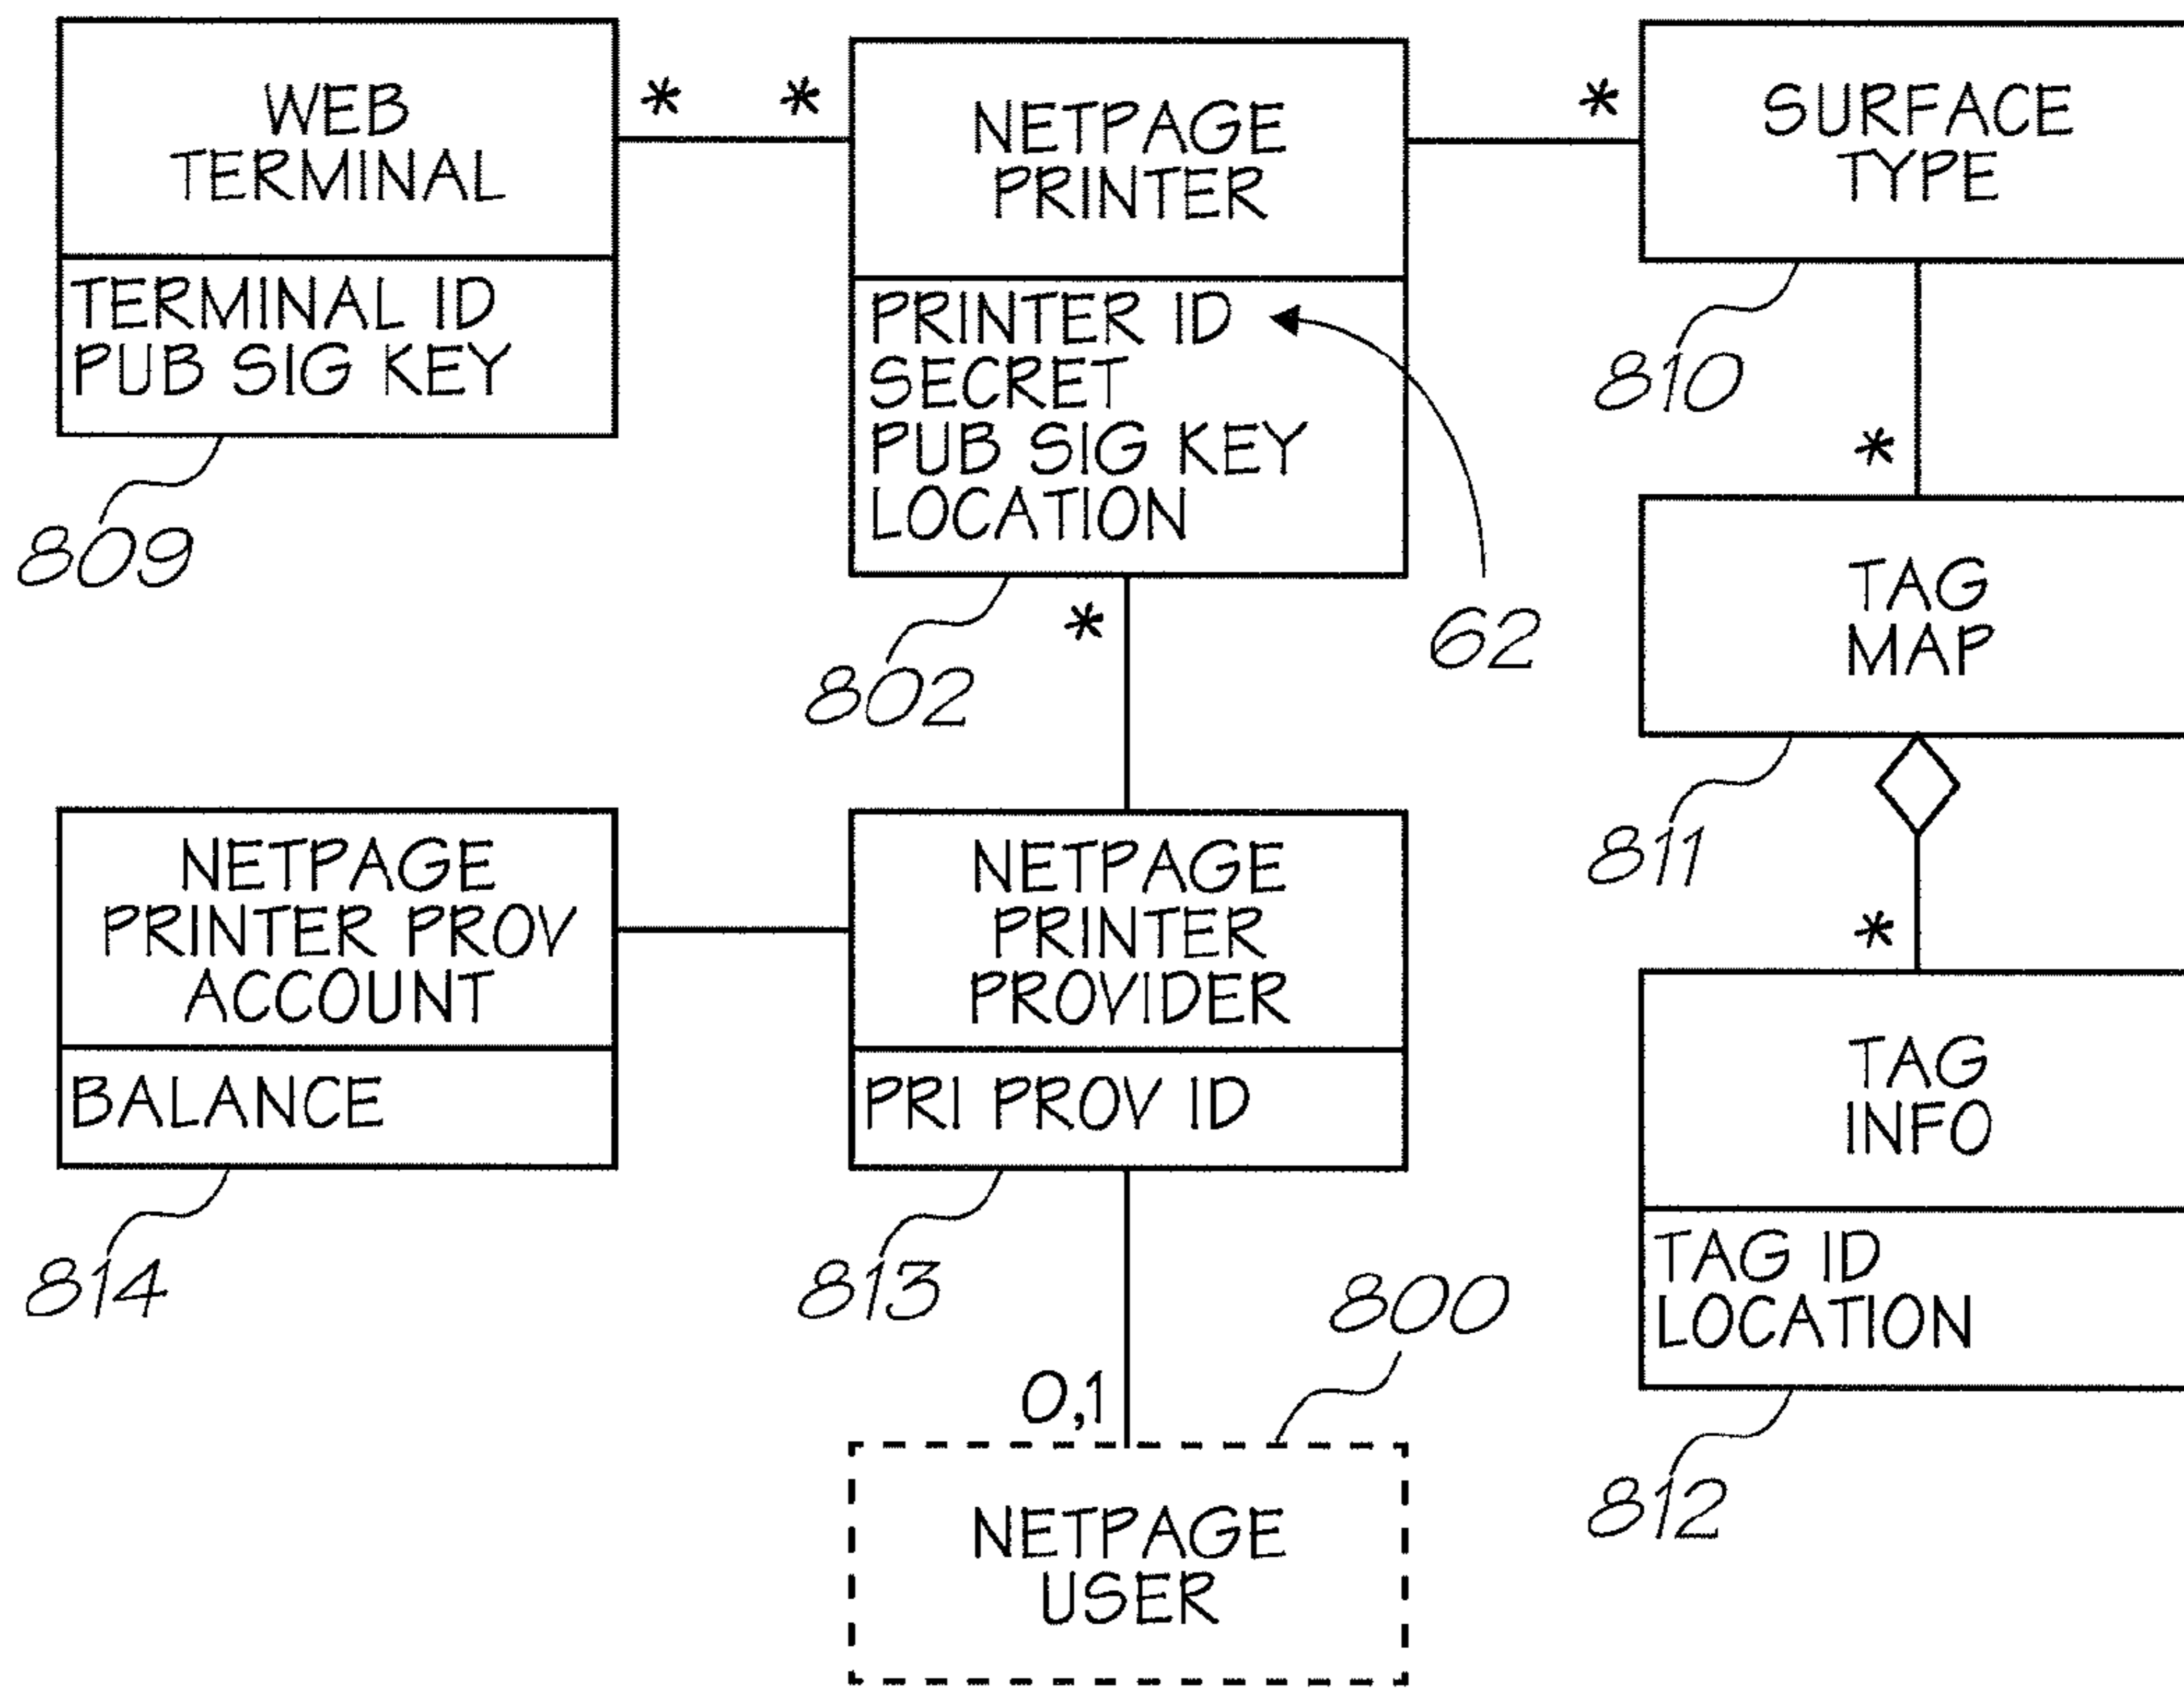 WEB
TERMINAL
TERMINAL ID
PUB SIG KEY
809
* *
NETPAGE
PRINTER
PRINTER ID
SECRET
PUB SIG KEY
LOCATION
802
62
*
*
SURFACE
TYPE
810
*
TAG
MAP
811
*
NETPAGE
PRINTER PROV
ACCOUNT
BALANCE
814
NETPAGE
PRINTER
PROVIDER
PRI PROV ID
813
TAG
INFO
TAG ID
LOCATION
812
800
0,1
NETPAGE
USER